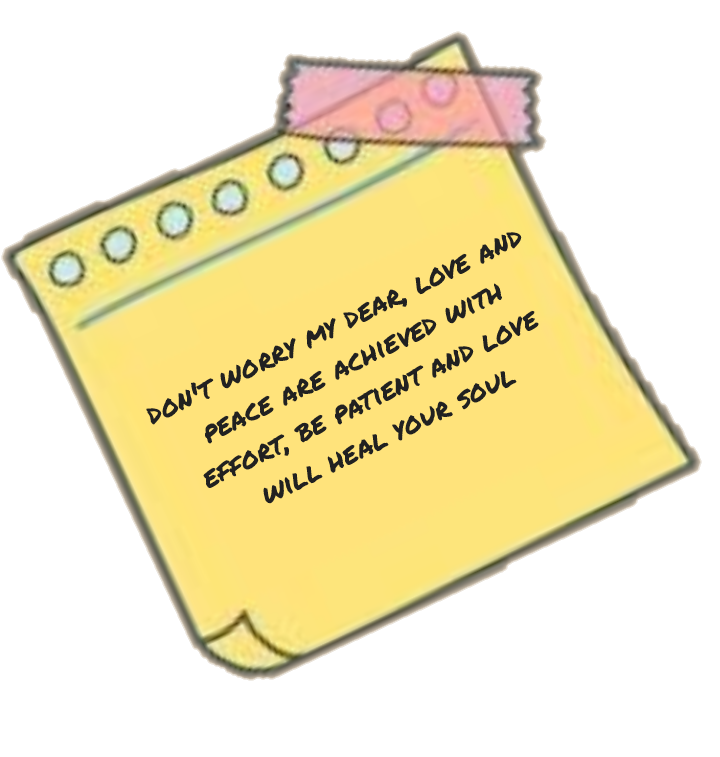 DON'T WORRY MY DEAR, LOVE AND
PEACE ARE ACHIEVED WITH
EFFORT, BE PATIENT AND LOVE
WILL HEAL YOUR SOUL